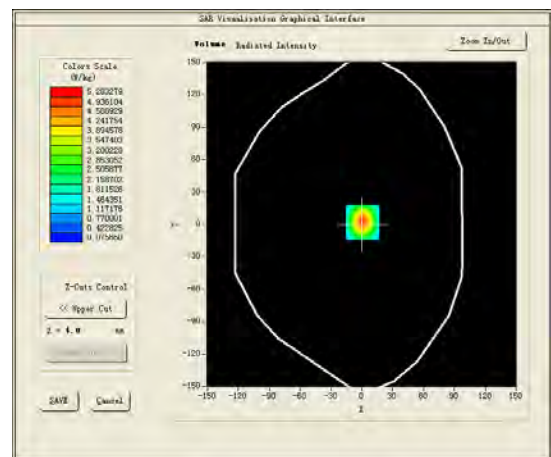 SAR Visualisation Graphical Interface
Volume Radiated Intensity
Zoom In/Out
Colors Scale
(W/kg)
5.283279
4.936104
4.588929
4.241754
3.894578
3.547403
3.200228
2.853052
2.505877
2.158702
1.811526
1.464351
1.117176
0.770001
0.422825
0.075650
150
120
90
60
30
0
-30
-60
-90
-120
-150
-150 -120 -90 -60 -30 0 30 60 90 120 150
X
Z-Cuts Control
<< Upper Cut
Z = 4.0 mm
SAVE
Cancel